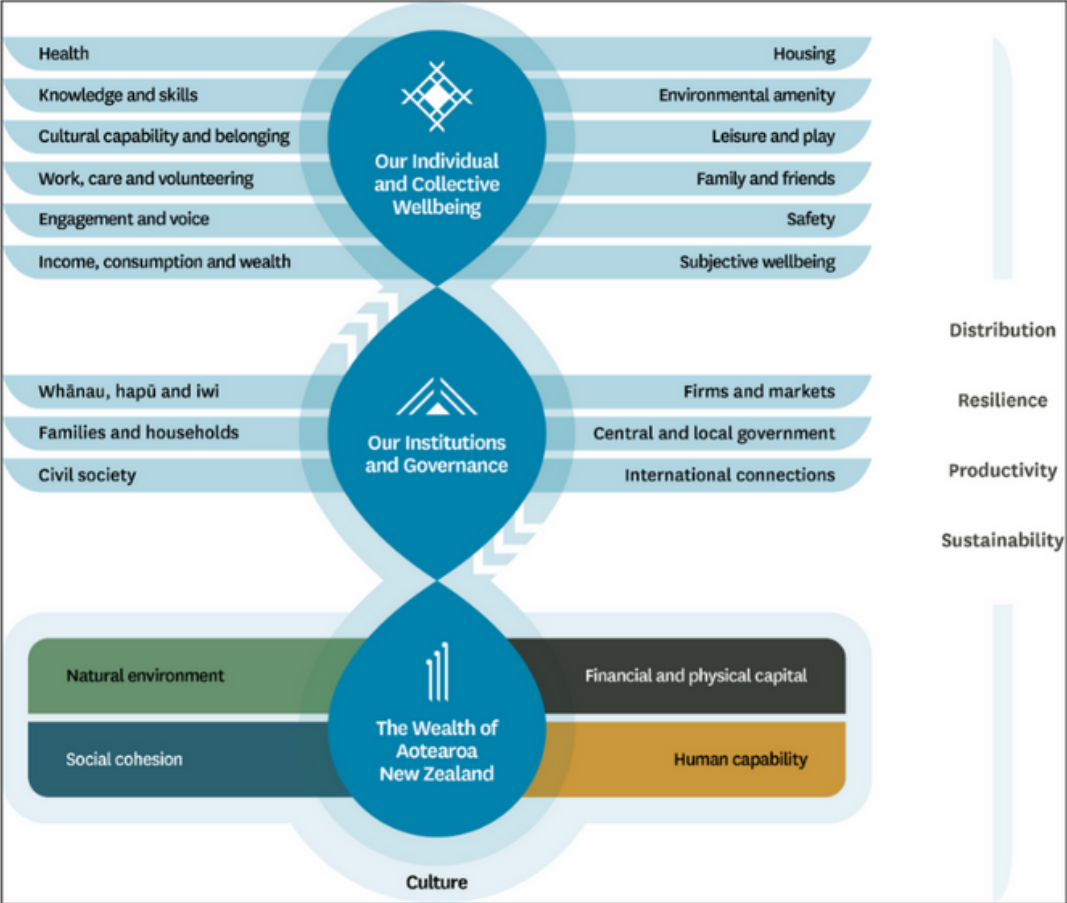 Health
Knowledge and skills
Cultural capability and belonging
Work, care and volunteering
Engagement and voice
Income, consumption and wealth
Our Individual
and Collective
Wellbeing
Housing
Environmental amenity
Leisure and play
Family and friends
Safety
Subjective wellbeing
Whānau, hapū and iwi
Families and households
Civil society
Our Institutions
and Governance
Firms and markets
Central and local government
International connections
Natural environment
Social cohesion
The Wealth of
Aotearoa
New Zealand
Financial and physical capital
Human capability
Culture
Distribution
Resilience
Productivity
Sustainability